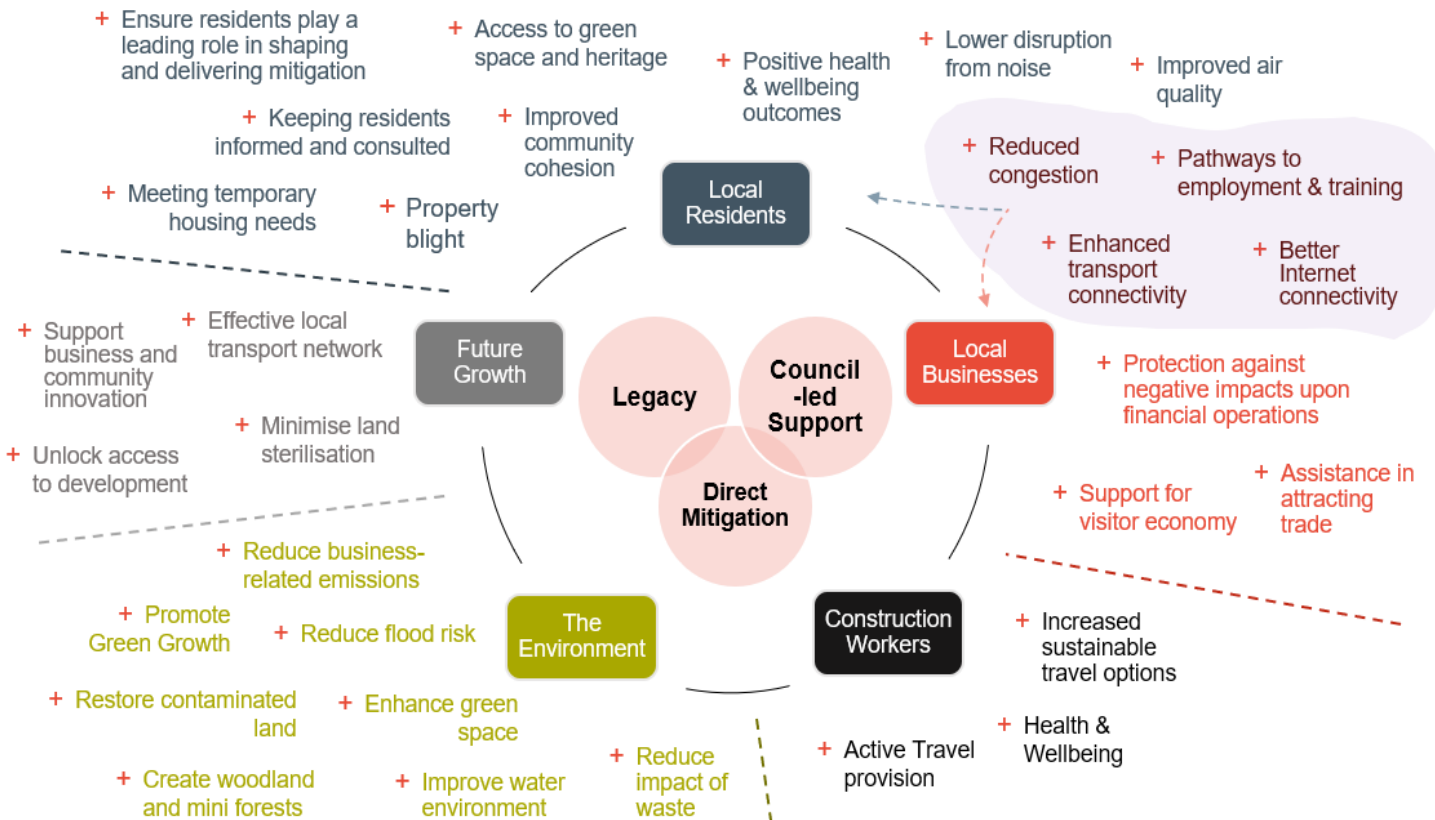 + Ensure residents play a
leading role in shaping
and delivering mitigation
+ Access to green
space and heritage
+ Positive health
& wellbeing
outcomes
+ Lower disruption
from noise
+ Improved air
quality
+ Keeping residents
informed and consulted
+ Improved
community
cohesion
+ Meeting temporary
housing needs
+ Property
blight
Local
Residents
+ Reduced
congestion
+ Pathways to
employment & training
+ Enhanced
transport
connectivity
+ Better
Internet
connectivity
+ Support
business and
community
innovation
+ Effective local
transport network
+ Minimise land
sterilisation
+ Unlock access
to development
Future
Growth
Legacy
Council
-led
Support
Direct
Mitigation
Local
Businesses
+ Protection against
negative impacts upon
financial operations
+ Support for
visitor economy
+ Assistance in
attracting
trade
+ Reduce business-
related emissions
+ Promote
Green Growth
+ Reduce flood risk
The
Environment
+ Restore contaminated
land
+ Enhance green
space
+ Create woodland
and mini forests
+ Improve water
environment
+ Reduce
impact of
waste
Construction
Workers
+ Increased
sustainable
travel options
+ Health &
Wellbeing
+ Active Travel
provision